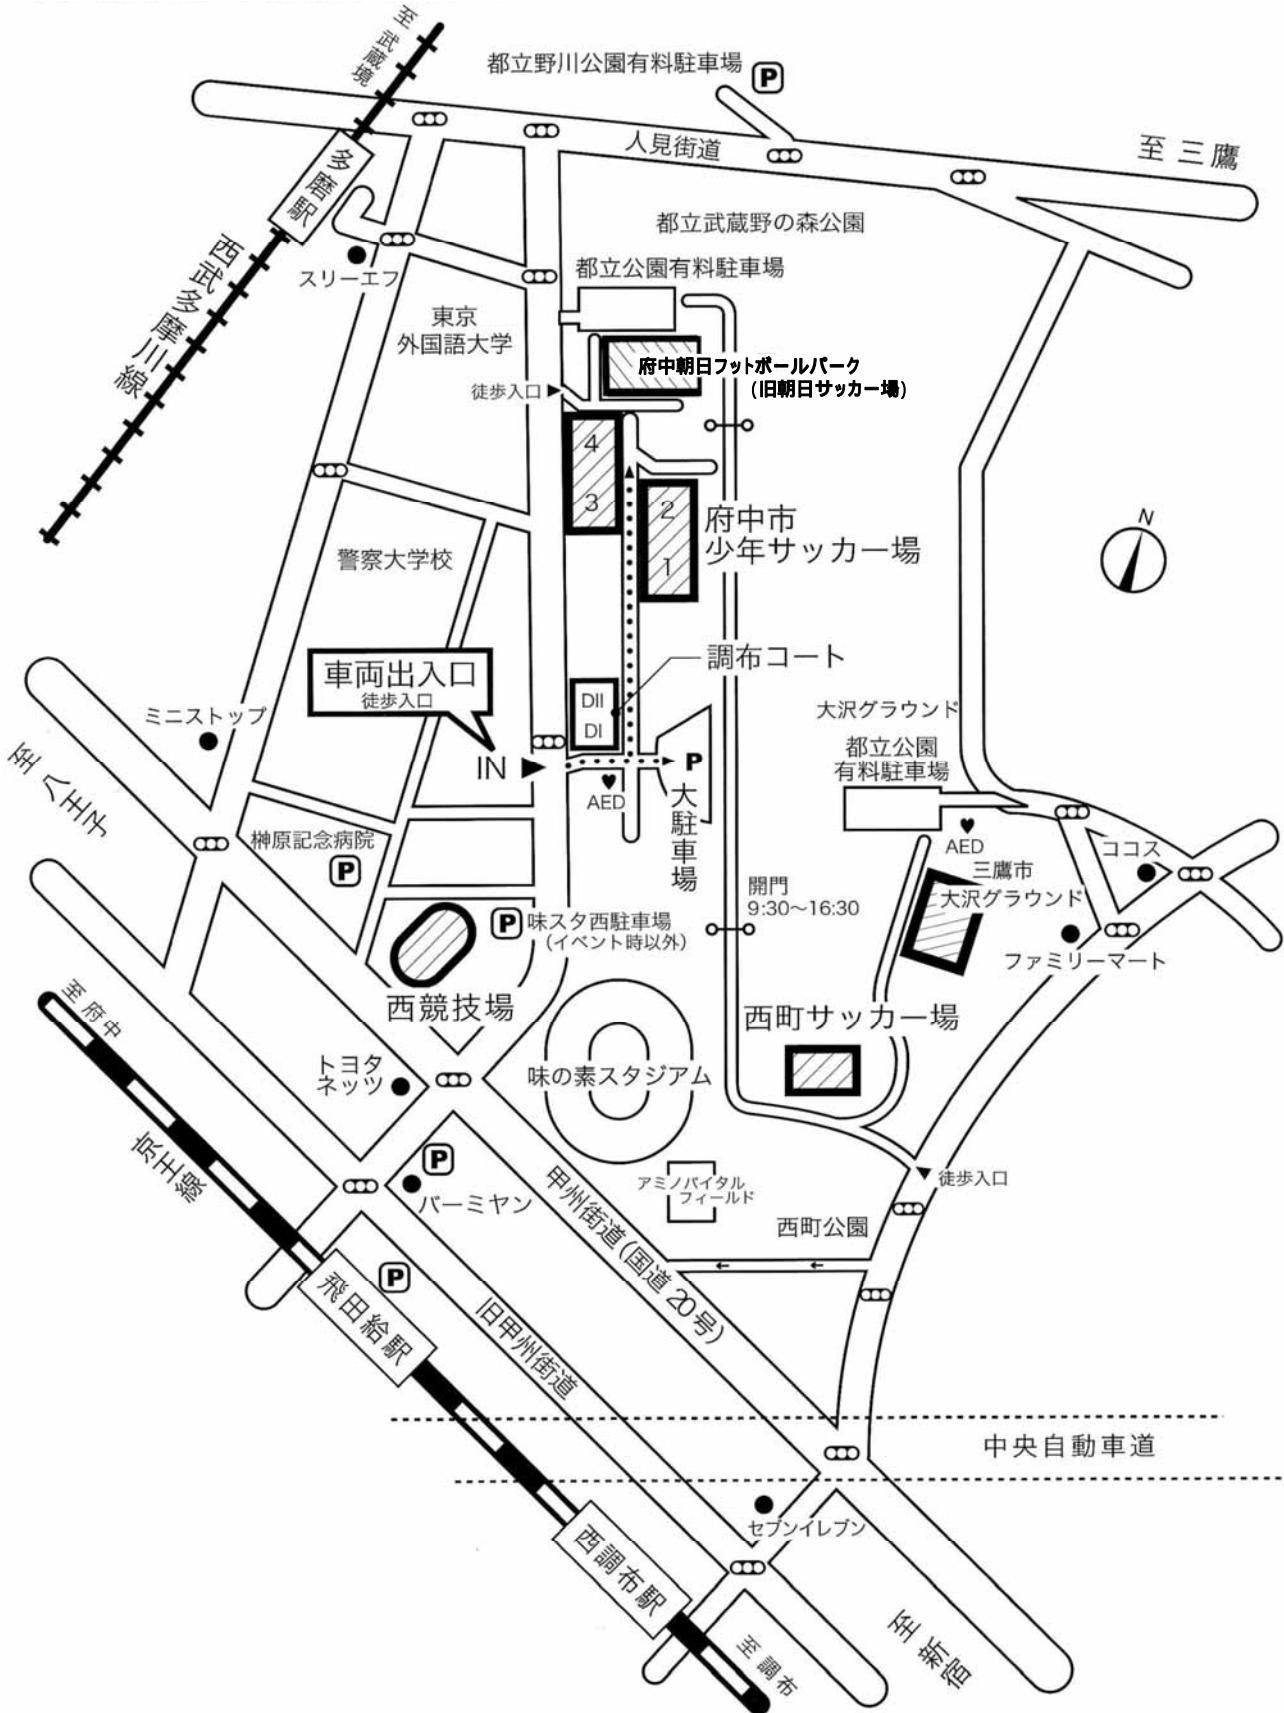 至 武蔵境
都立野川公園有料駐車場
P
人見街道
至 三鷹
多磨駅
都立武蔵野の森公園
西武多摩川線
スリーエフ
都立公園有料駐車場
東京
外国語大学
府中朝日フットボールパーク
(旧朝日サッカー場)
徒歩入口
4
3
2
1
府中市
少年サッカー場
N
警察大学校
車両出入口
徒歩入口
調布コート
DII
DI
ミニストップ
大沢グラウンド
至 八王子
IN
P
都立公園
有料駐車場
AED
大駐車場
榊原記念病院
P
AED
ココス
三鷹市
大沢グラウンド
開門
9:30〜16:30
P
味スタ西駐車場
(イベント時以外)
ファミリーマート
西競技場
西町サッカー場
至 府中
トヨタ
ネッツ
味の素スタジアム
京王線
P
バーミヤン
アミノバイタル
フィールド
徒歩入口
甲州街道(国道20号)
西町公園
P
飛田給駅
旧甲州街道
中央自動車道
セブンイレブン
西調布駅
至 新宿
至 調布